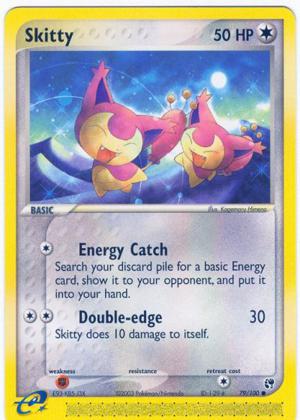 Skitty
50 HP
BASIC
Illus. Kagemaru Himeno
Energy Catch
Search your discard pile for a basic Energy
card, show it to your opponent, and put it
into your hand.
Double-edge 30
Skitty does 10 damage to itself.
weakness resistance retreat cost
©2003 Pokémon/Nintendo
79/100 ●
e